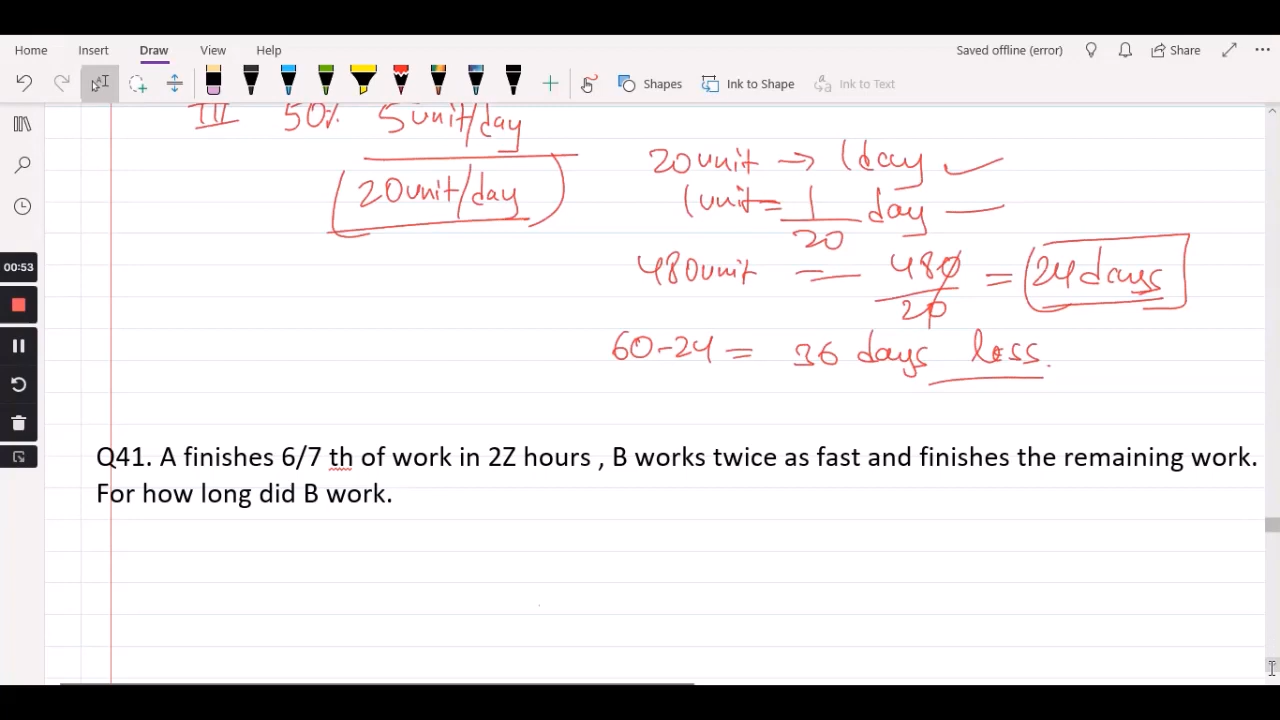 Home Insert Draw View Help Saved offline (error) Share
Shapes Ink to Shape Ink to Text
III 50% 5unit/day
20unit/day
20unit → 1day
1unit = 1/20 day
00:53
480unit = 480/20 = 24days
60-24 = 36 days less.
Q41. A finishes 6/7 th of work in 2Z hours , B works twice as fast and finishes the remaining work.
For how long did B work.